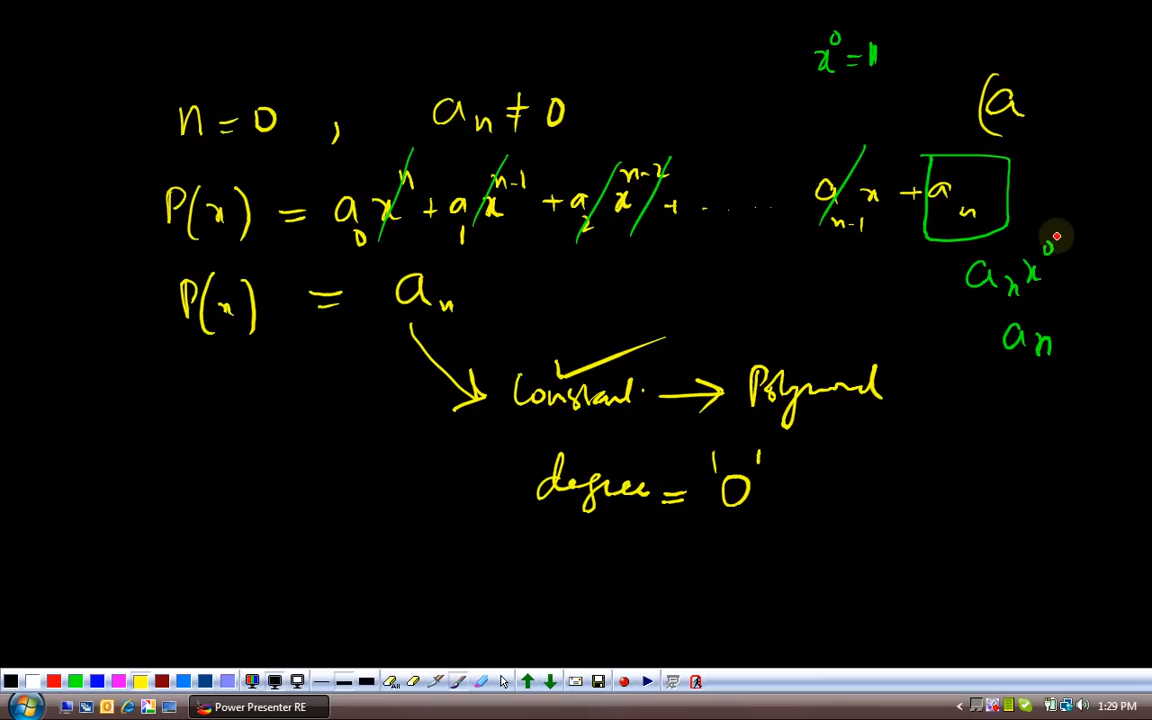 x⁰ = 1
n = 0 , aₙ ≠ 0 (a
P(x) = a₀xⁿ + a₁xⁿ⁻¹ + a₂xⁿ⁻² + ........ aₙ₋₁x + aₙ
aₙx⁰
P(x) = aₙ
aₙ
Constant. → Polynomial
degree = '0'
Power Presenter RE
1:29 PM